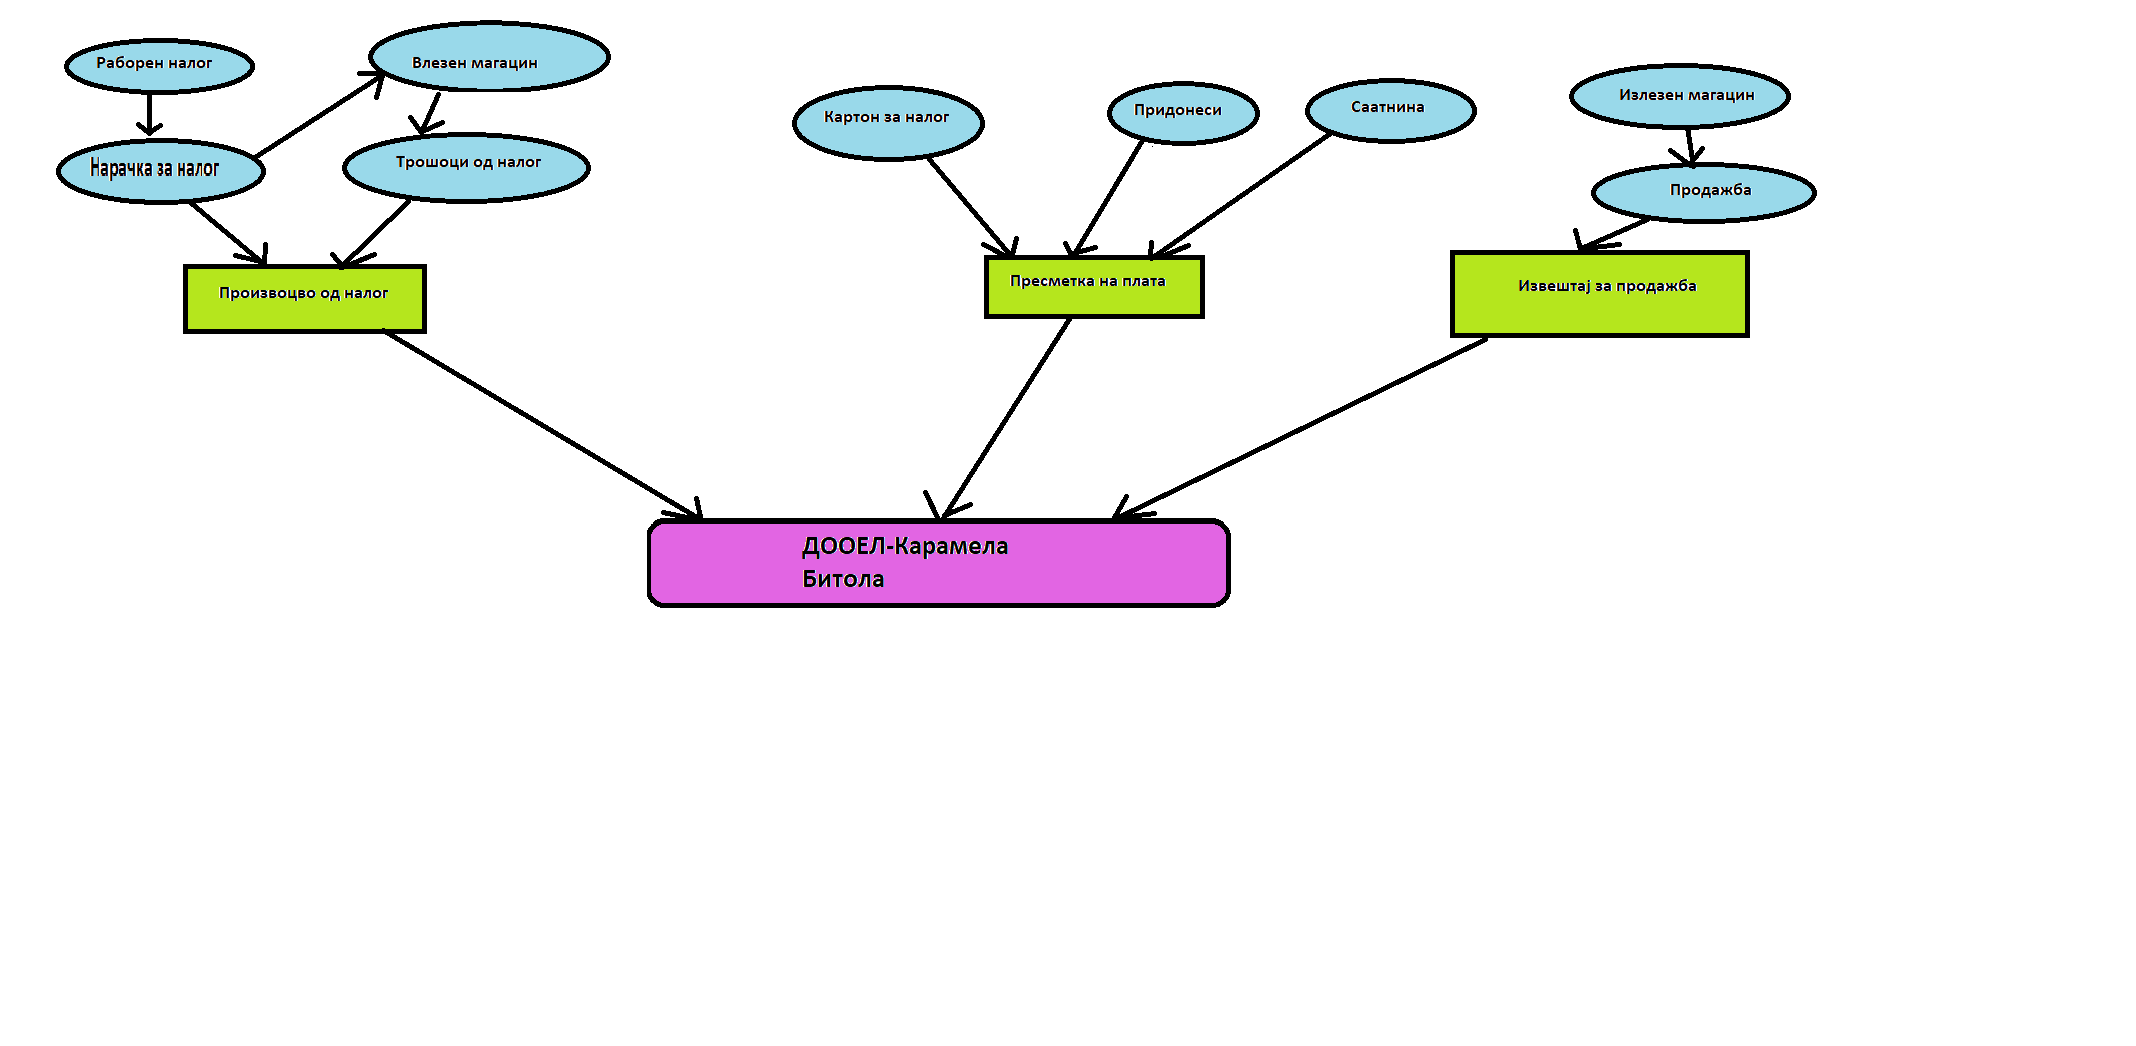 Раборен налог
Влезен магацин
Нарачка за налог
Трошоци од налог
Произвоцво од налог
Картон за налог
Придонеси
Саатнина
Пресметка на плата
Излезен магацин
Продажба
Извештај за продажба
ДООЕЛ-Карамела
Битола